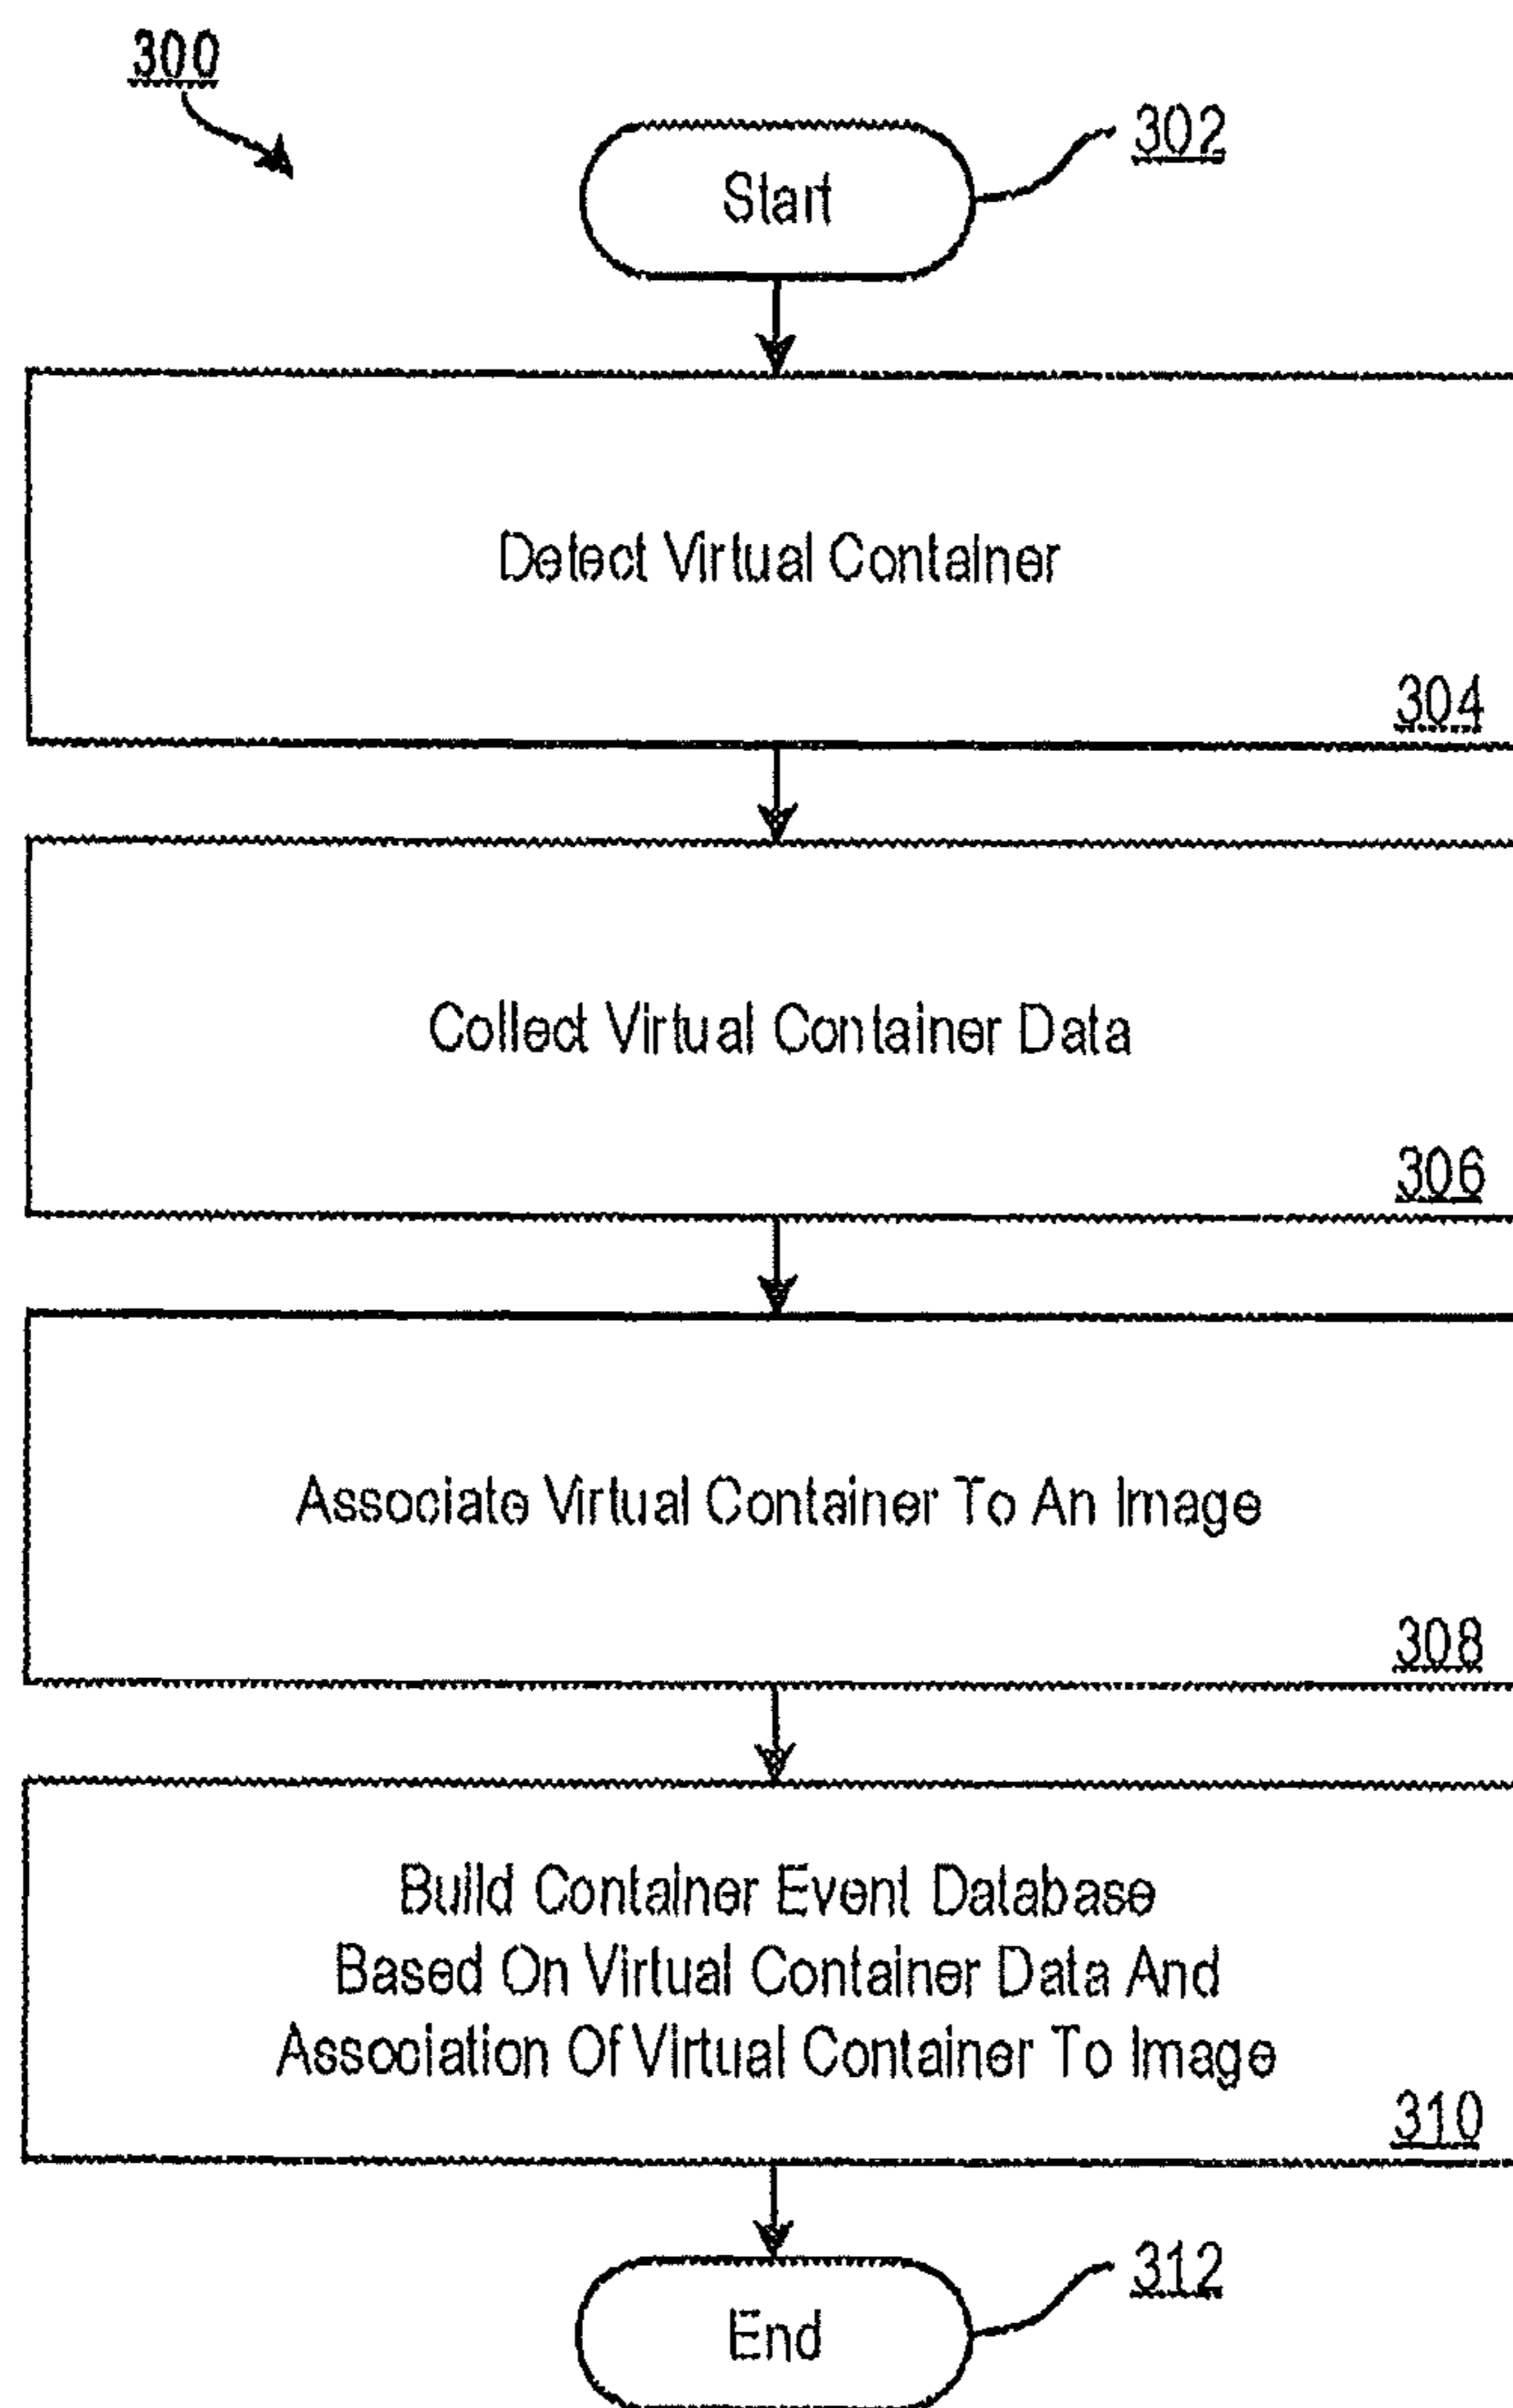 300
302
Start
Detect Virtual Container
304
Collect Virtual Container Data
306
Associate Virtual Container To An Image
308
Build Container Event Database
Based On Virtual Container Data And
Association Of Virtual Container To Image
310
312
End